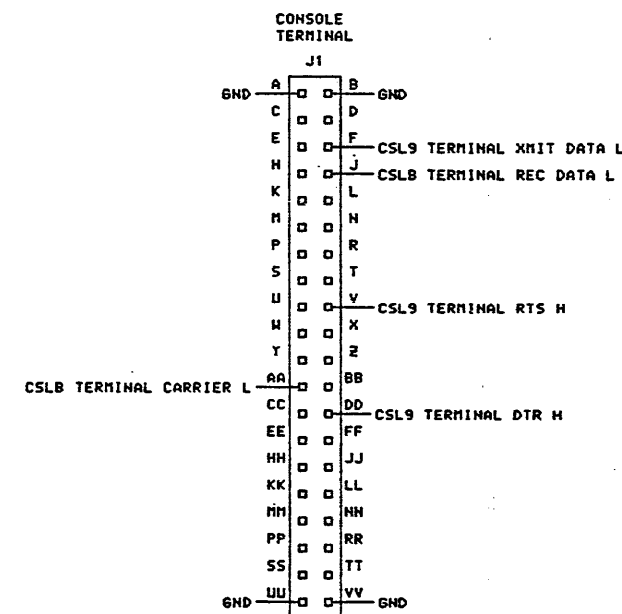 CONSOLE
TERMINAL
J1
GND A B GND
C D
E F CSL9 TERMINAL XMIT DATA L
H J CSLB TERMINAL REC DATA L
K L
M N
P R
S T
U V CSL9 TERMINAL RTS H
W X
Y Z
CSLB TERMINAL CARRIER L AA BB
CC DD CSL9 TERMINAL DTR H
EE FF
HH JJ
KK LL
MM NN
PP RR
SS TT
GND UU VV GND